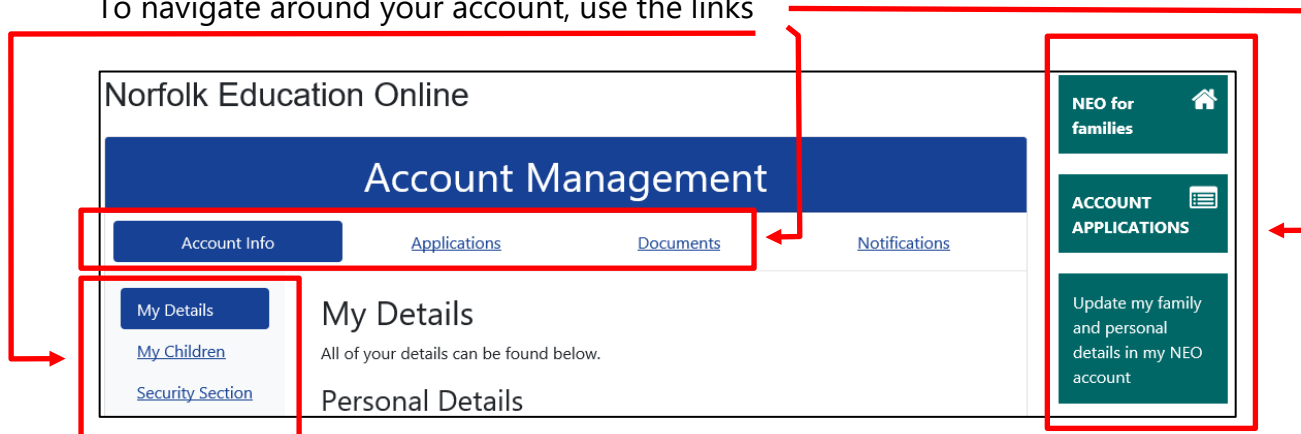 To navigate around your account, use the links
Norfolk Education Online
Account Management
Account Info
Applications
Documents
Notifications
My Details
My Children
Security Section
My Details
All of your details can be found below.
Personal Details
NEO for
families
ACCOUNT
APPLICATIONS
Update my family
and personal
details in my NEO
account